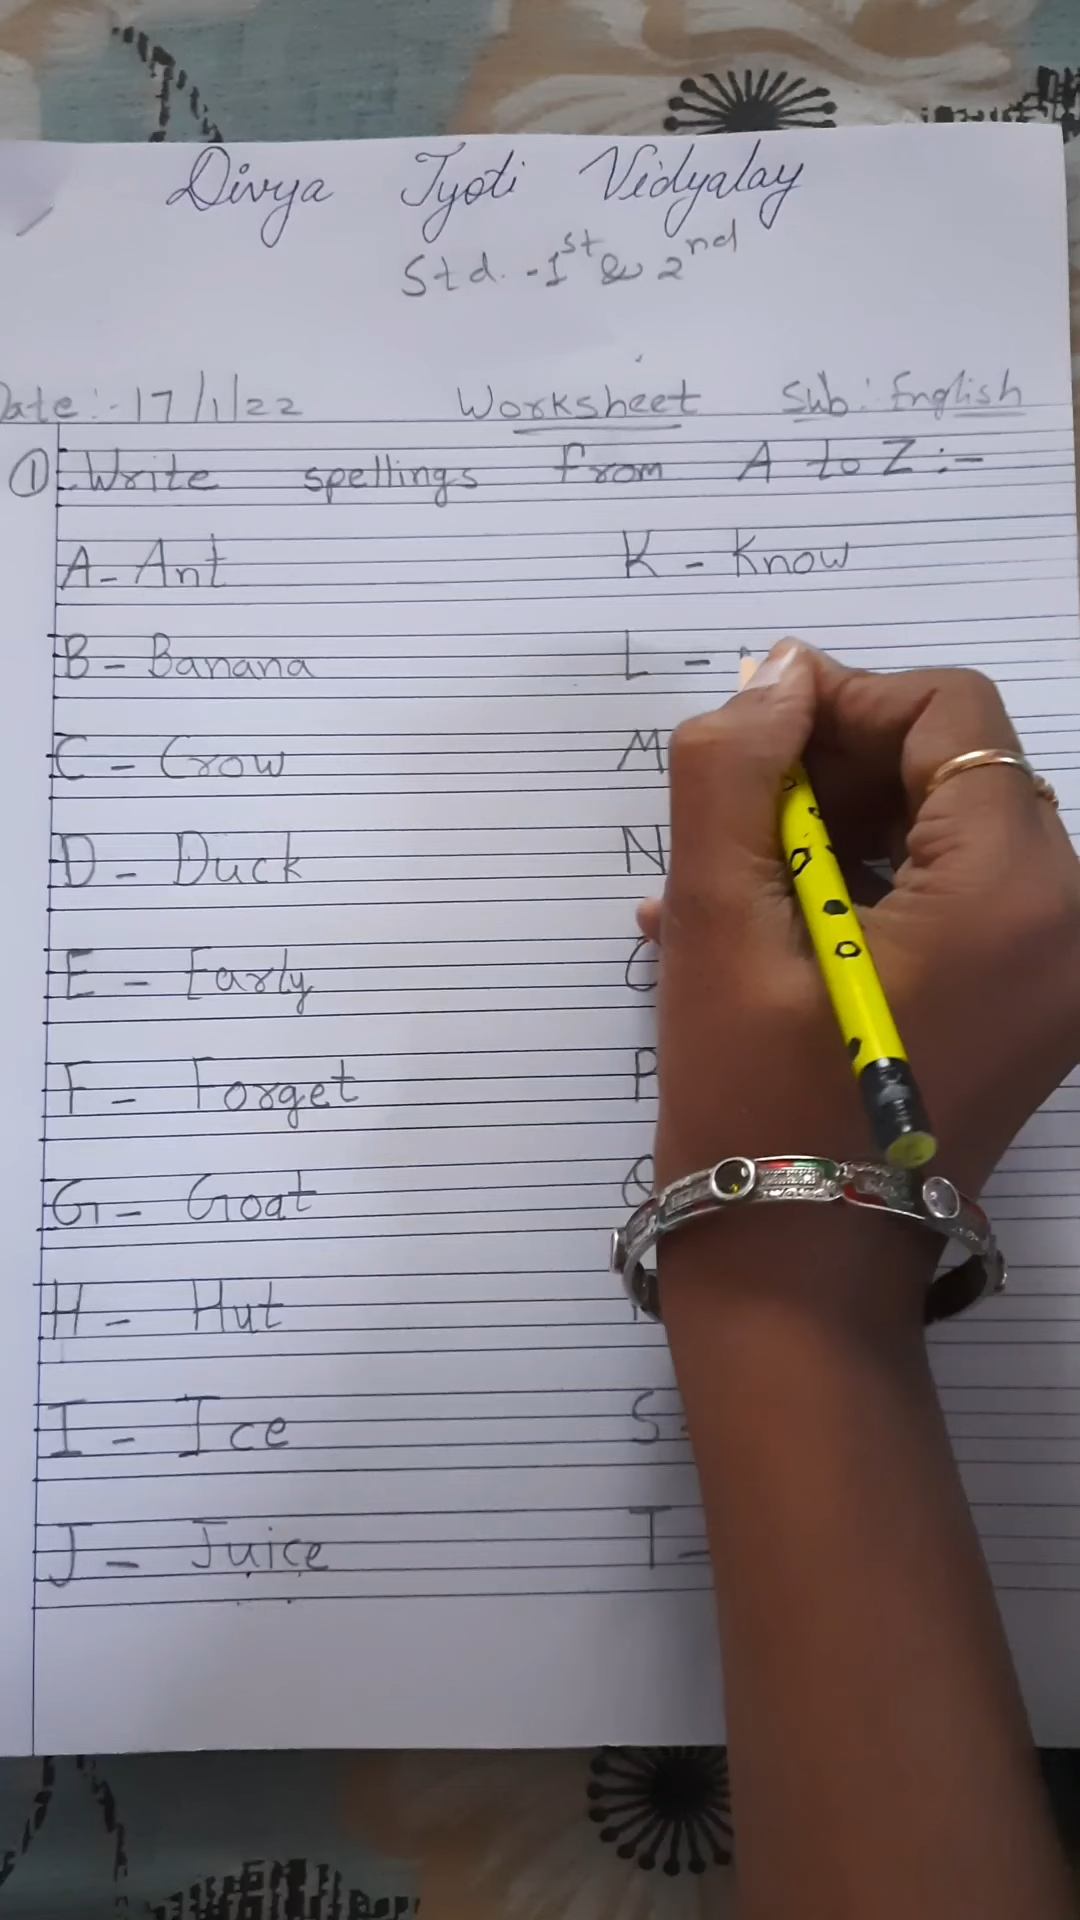 Divya Jyoti Vidyalay
Std. - 1st & 2nd
Date :- 17/1/22 Worksheet Sub : English
① Write spellings from A to Z :-
A - Ant
B - Banana
C - Crow
D - Duck
E - Early
F - Forget
G - Goat
H - Hut
I - Ice
J - Juice
K - Know
L -
M
N
O
P
Q
S -
T -